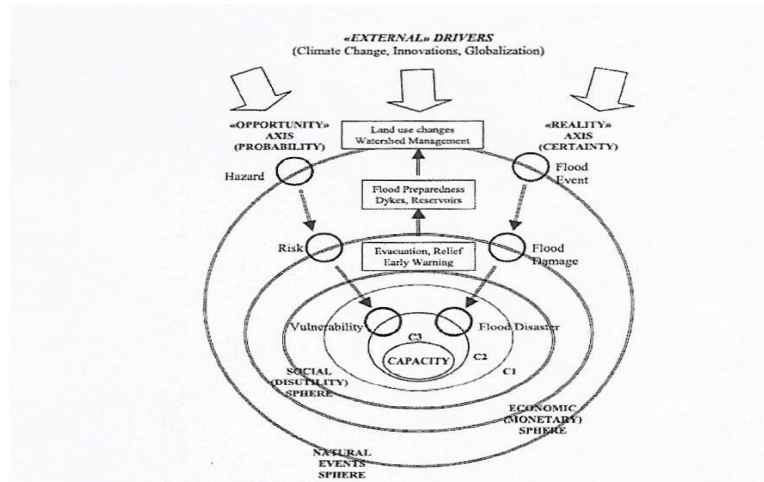 «EXTERNAL» DRIVERS
(Climate Change, Innovations, Globalization)
«OPPORTUNITY»
AXIS
(PROBABILITY)
Land use changes
Watershed Management
«REALITY»
AXIS
(CERTAINTY)
Hazard
Flood
Event
Flood Preparedness
Dykes, Reservoirs
Risk
Evacuation, Relief
Early Warning
Flood
Damage
Vulnerability
Flood Disaster
C3
CAPACITY
C2
C1
SOCIAL
(DISUTILITY)
SPHERE
ECONOMIC
(MONETARY)
SPHERE
NATURAL
EVENTS
SPHERE